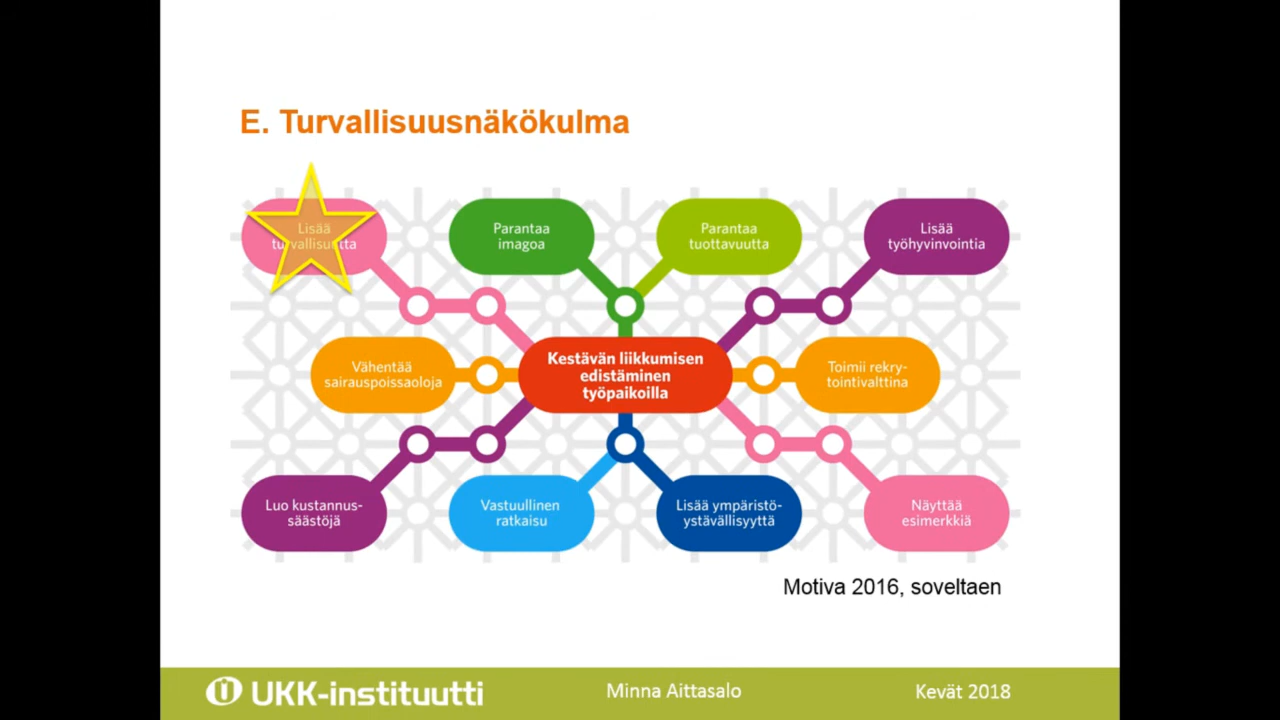 E. Turvallisuusnäkökulma
Lisää
turvallisuutta
Parantaa
imagoa
Parantaa
tuottavuutta
Lisää
työhyvinvointia
Vähentää
sairauspoissaoloja
Kestävän liikkumisen
edistäminen
työpaikoilla
Toimii rekry-
tointivalttina
Luo kustannus-
säästöjä
Vastuullinen
ratkaisu
Lisää ympäristö-
ystävällisyyttä
Näyttää
esimerkkiä
Motiva 2016, soveltaen
UKK-instituutti
Minna Aittasalo
Kevät 2018